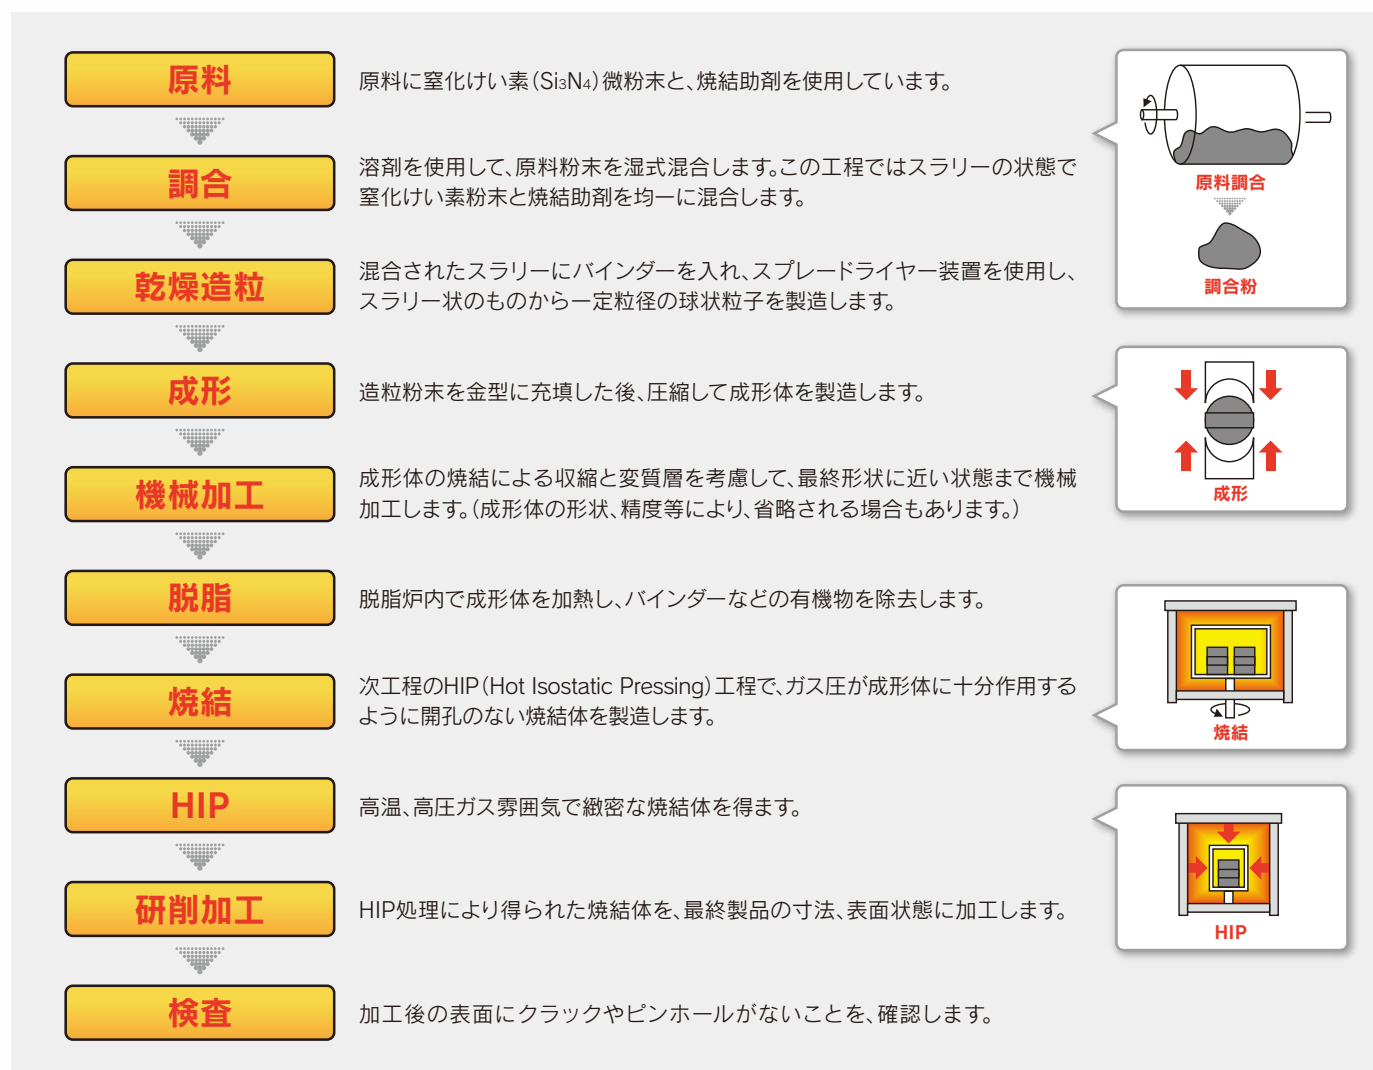 原料
原料に窒化けい素(Si₃N₄)微粉末と、焼結助剤を使用しています。
調合
溶剤を使用して、原料粉末を湿式混合します。この工程ではスラリーの状態で
窒化けい素粉末と焼結助剤を均一に混合します。
原料調合
調合粉
乾燥造粒
混合されたスラリーにバインダーを入れ、スプレードライヤー装置を使用し、
スラリー状のものから一定粒径の球状粒子を製造します。
成形
造粒粉末を金型に充填した後、圧縮して成形体を製造します。
成形
機械加工
成形体の焼結による収縮と変質層を考慮して、最終形状に近い状態まで機械
加工します。(成形体の形状、精度等により、省略される場合もあります。)
脱脂
脱脂炉内で成形体を加熱し、バインダーなどの有機物を除去します。
焼結
次工程のHIP(Hot Isostatic Pressing)工程で、ガス圧が成形体に十分作用する
ように開孔のない焼結体を製造します。
焼結
HIP
高温、高圧ガス雰囲気で緻密な焼結体を得ます。
HIP
研削加工
HIP処理により得られた焼結体を、最終製品の寸法、表面状態に加工します。
検査
加工後の表面にクラックやピンホールがないことを、確認します。